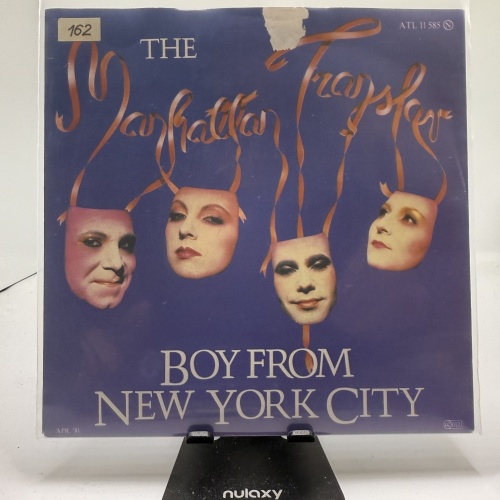 162
ATL 11 585 N
THE
Manhattan Transfer
BOY FROM
NEW YORK CITY
nulaxy